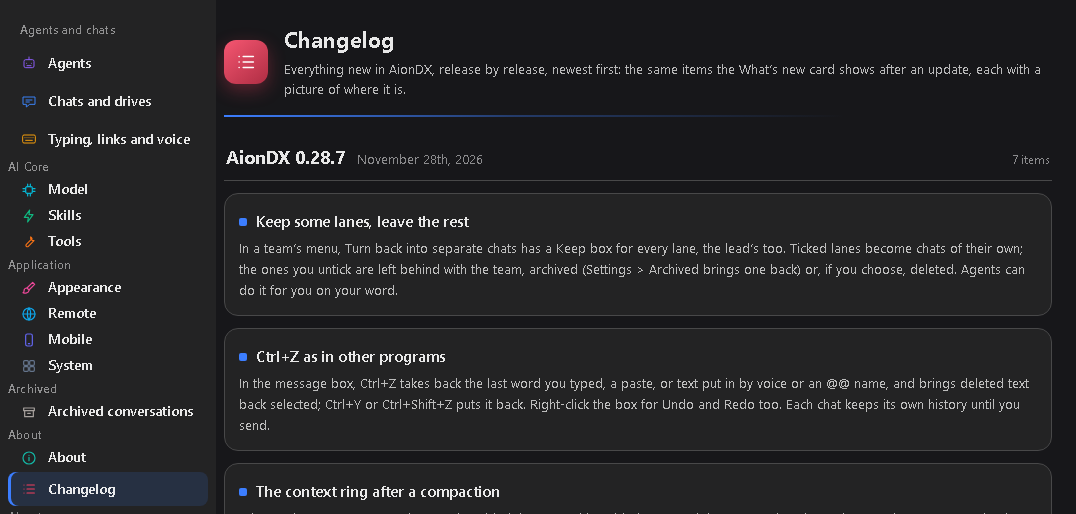 Agents and chats
Agents
Chats and drives
Typing, links and voice
AI Core
Model
Skills
Tools
Application
Appearance
Remote
Mobile
System
Archived
Archived conversations
About
About
Changelog
Changelog
Everything new in AionDX, release by release, newest first: the same items the What's new card shows after an update, each with a
picture of where it is.
AionDX 0.28.7 November 28th, 2026 7 items
Keep some lanes, leave the rest
In a team's menu, Turn back into separate chats has a Keep box for every lane, the lead's too. Ticked lanes become chats of their own;
the ones you untick are left behind with the team, archived (Settings > Archived brings one back) or, if you choose, deleted. Agents can
do it for you on your word.
Ctrl+Z as in other programs
In the message box, Ctrl+Z takes back the last word you typed, a paste, or text put in by voice or an @@ name, and brings deleted text
back selected; Ctrl+Y or Ctrl+Shift+Z puts it back. Right-click the box for Undo and Redo too. Each chat keeps its own history until you
send.
The context ring after a compaction